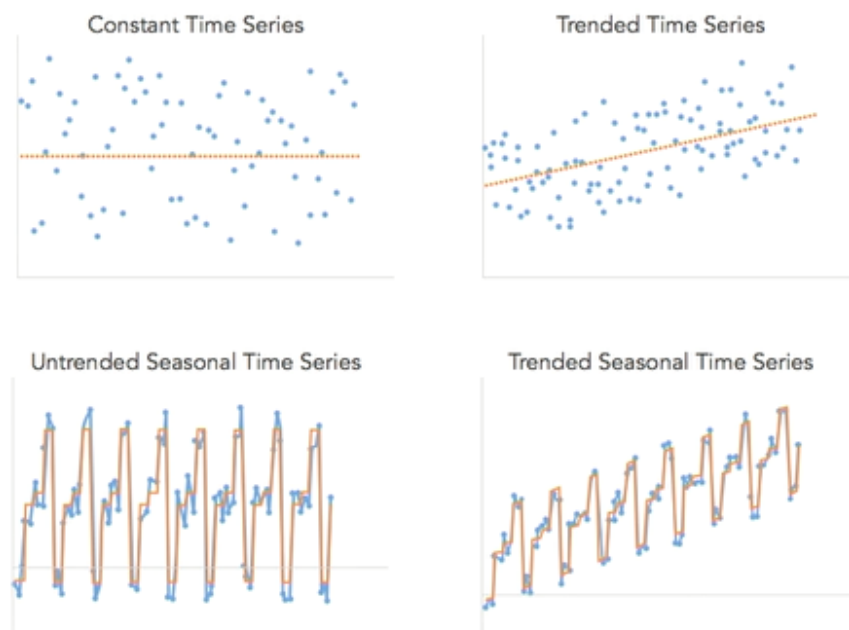 Constant Time Series
Trended Time Series
Untrended Seasonal Time Series
Trended Seasonal Time Series